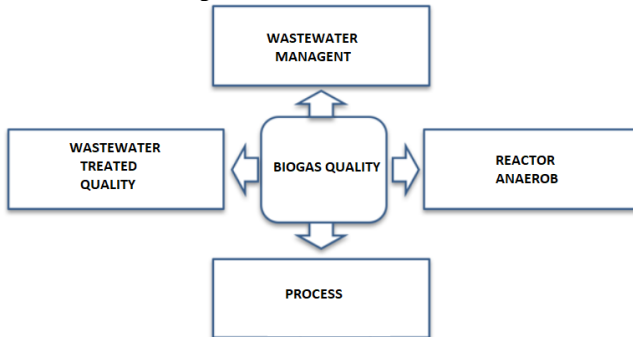 WASTEWATER
MANAGENT
WASTEWATER
TREATED
QUALITY
BIOGAS QUALITY
REACTOR
ANAEROB
PROCESS